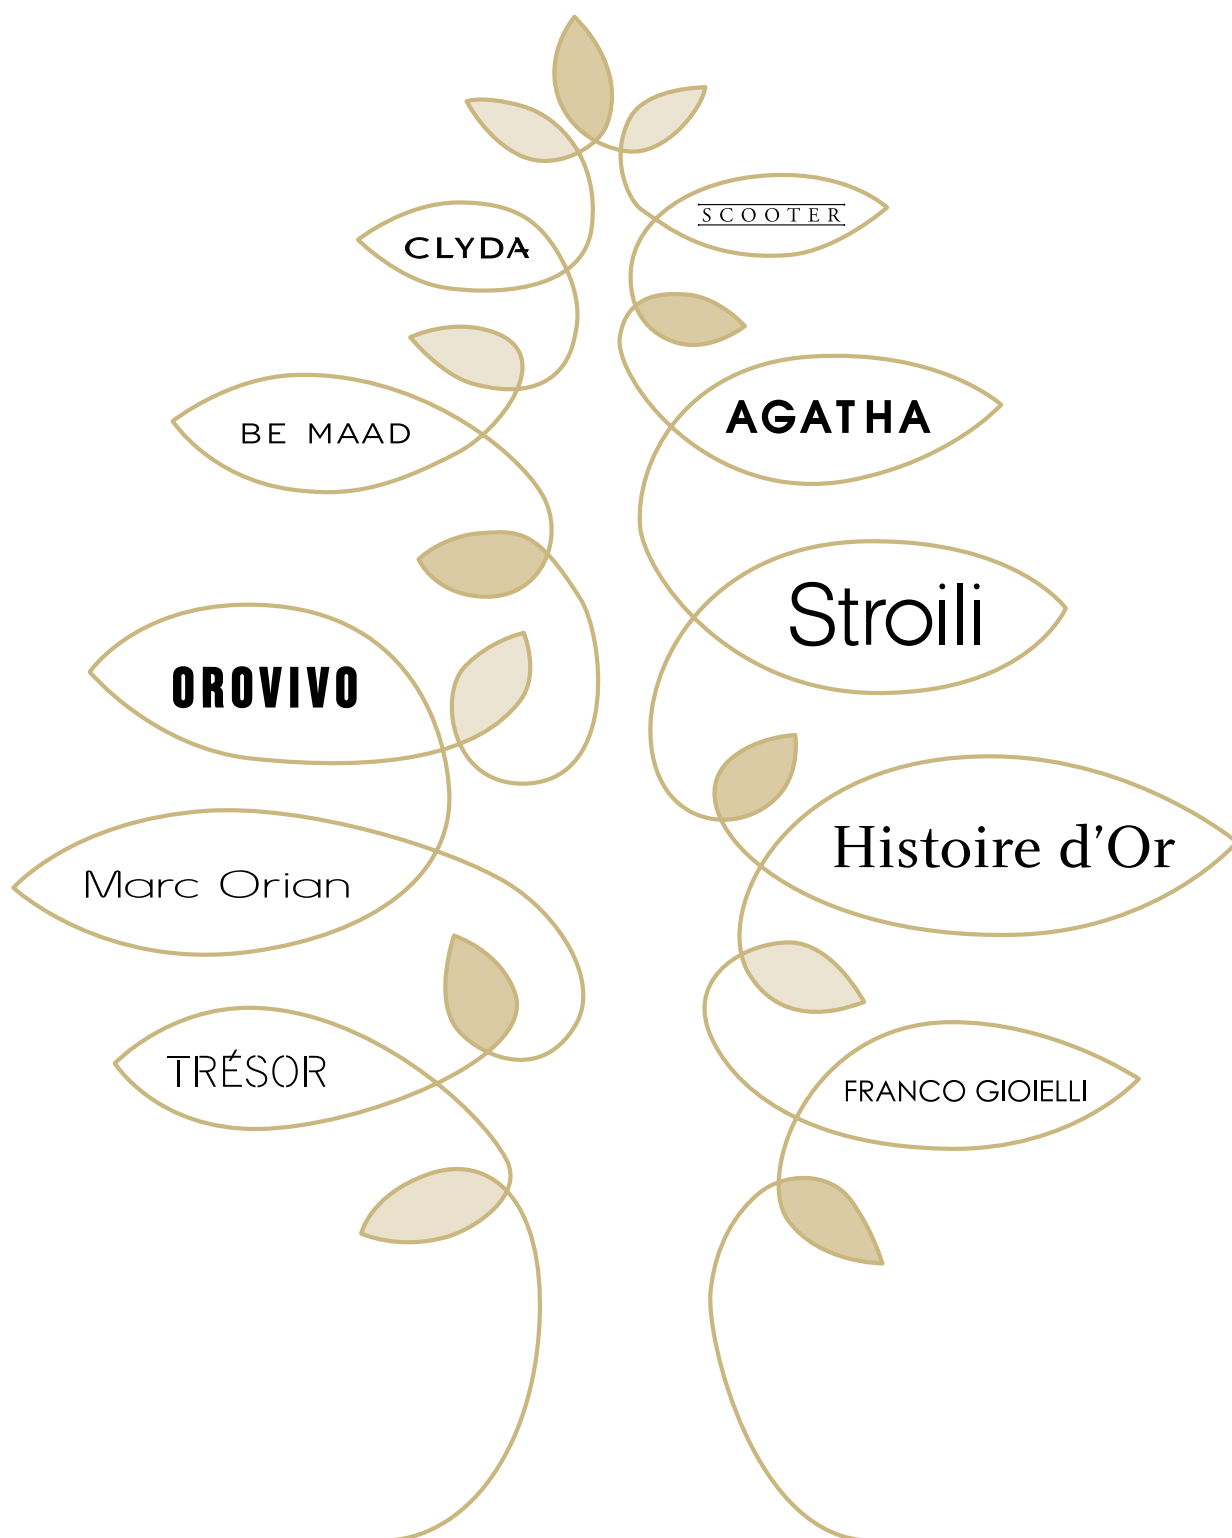 SCOOTER
CLYDA
AGATHA
BE MAAD
Stroili
OROVIVO
Histoire d’Or
Marc Orian
TRÉSOR
FRANCO GIOIELLI